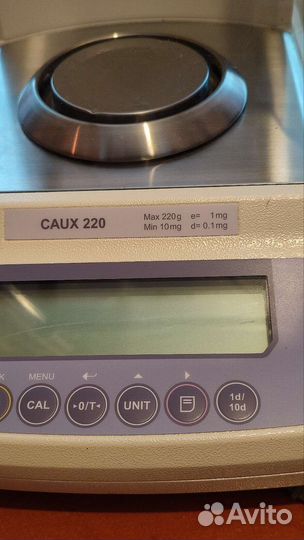 CAUX 220
Max 220g e= 1mg
Min 10mg d= 0.1mg
K MENU
CAL ▸0/T◂ UNIT 1d/
10d
Avito